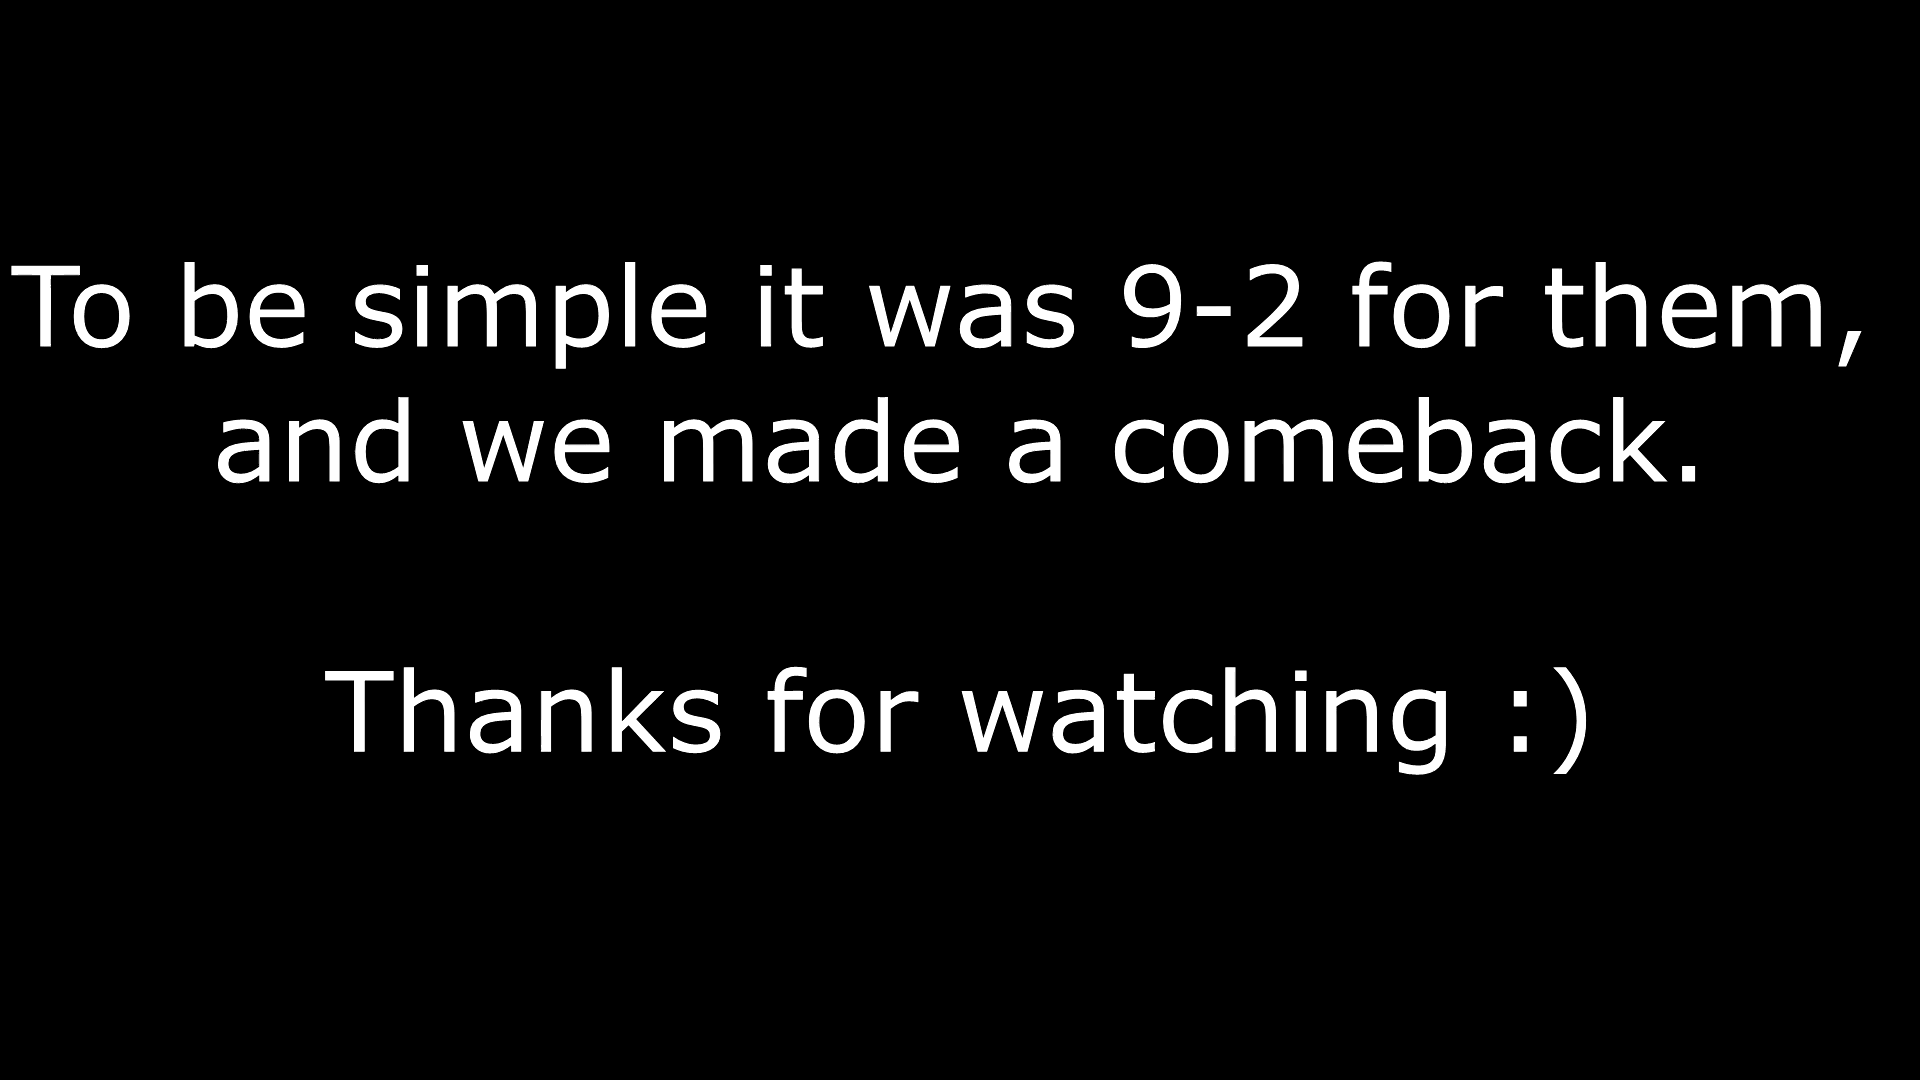 To be simple it was 9-2 for them,
and we made a comeback.
Thanks for watching :)